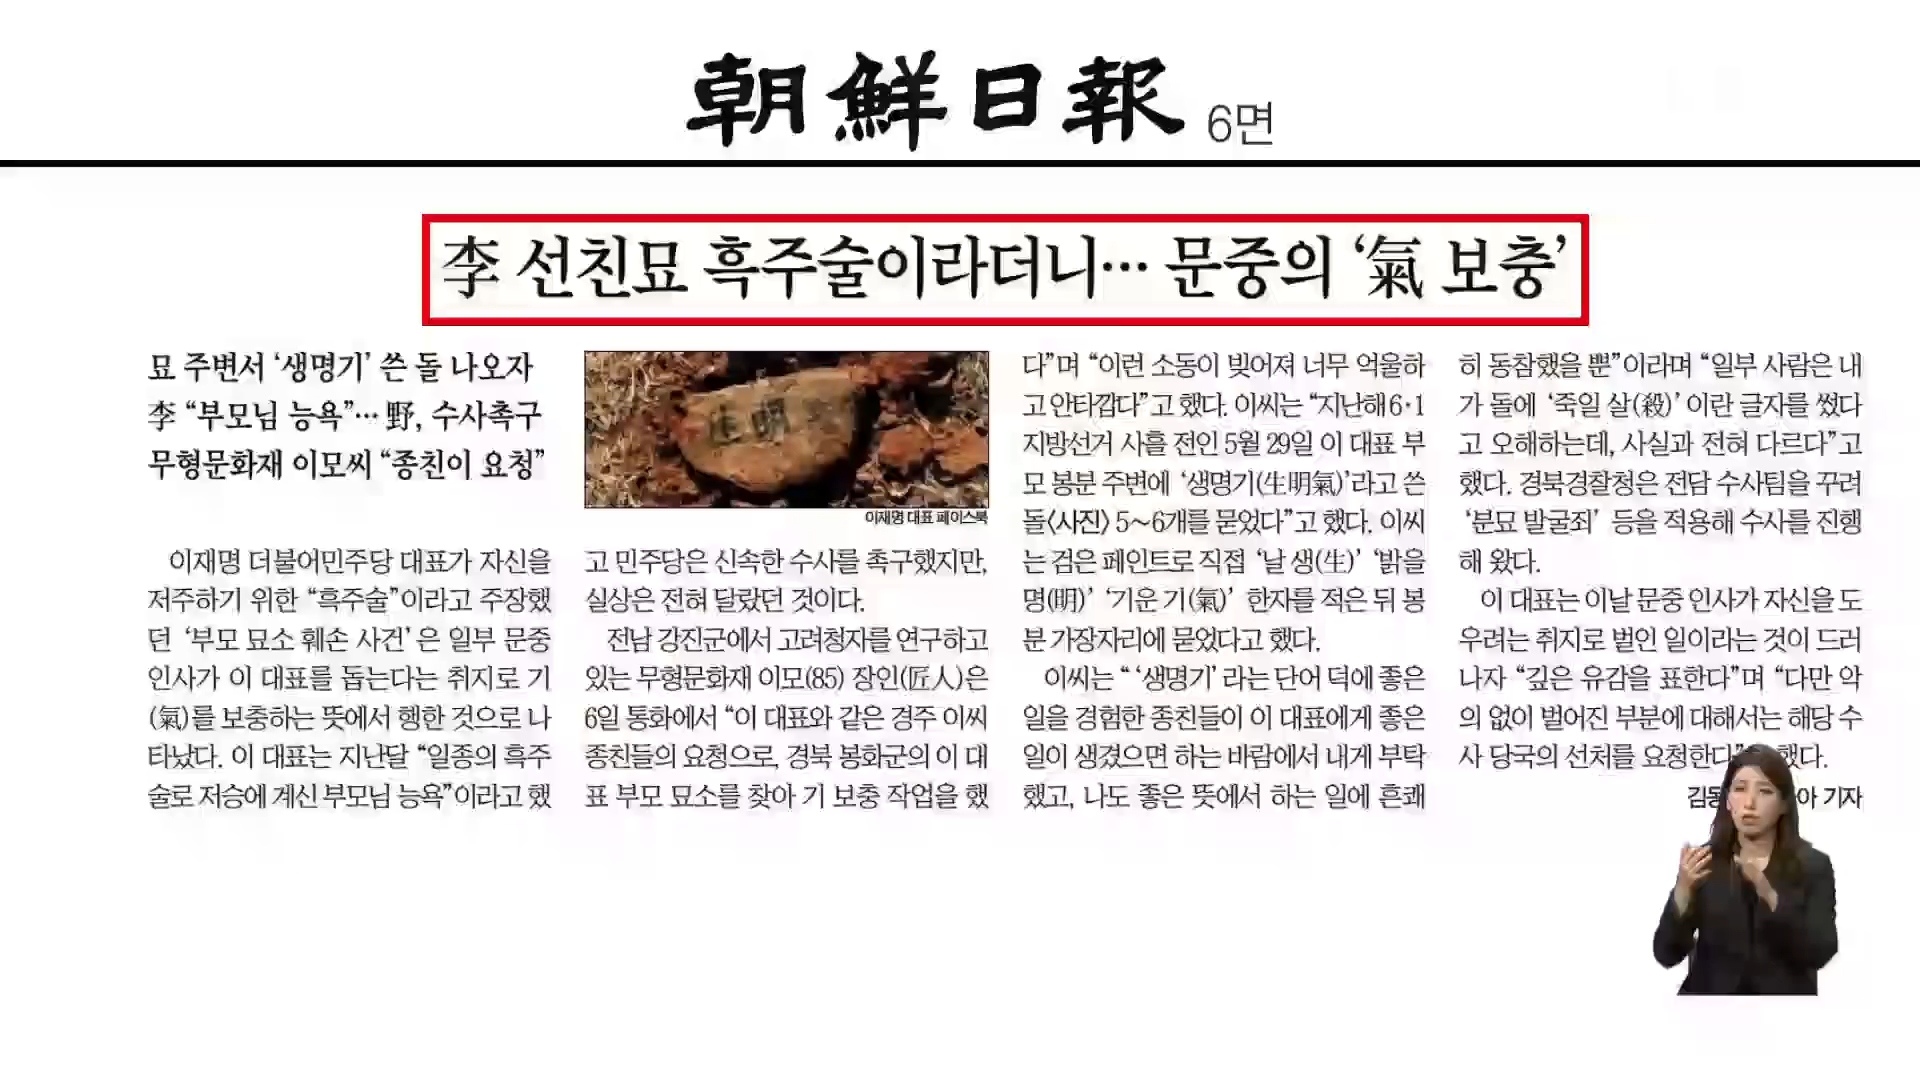 朝鮮日報 6면
李 선친묘 흑주술이라더니… 문중의 ‘氣 보충’
묘 주변서 ‘생명기’ 쓴 돌 나오자
李 “부모님 능욕”… 野, 수사촉구
무형문화재 이모씨 “종친이 요청”
이재명 더불어민주당 대표가 자신을
저주하기 위한 “흑주술”이라고 주장했
던 ‘부모 묘소 훼손 사건’은 일부 문중
인사가 이 대표를 돕는다는 취지로 기
(氣)를 보충하는 뜻에서 행한 것으로 나
타났다. 이 대표는 지난달 “일종의 흑주
술로 저승에 계신 부모님 능욕”이라고 했
生明
이재명 대표 페이스북
고 민주당은 신속한 수사를 촉구했지만,
실상은 전혀 달랐던 것이다.
전남 강진군에서 고려청자를 연구하고
있는 무형문화재 이모(85) 장인(匠人)은
6일 통화에서 “이 대표와 같은 경주 이씨
종친들의 요청으로, 경북 봉화군의 이 대
표 부모 묘소를 찾아 기 보충 작업을 했
다”며 “이런 소동이 빚어져 너무 억울하
고 안타깝다”고 했다. 이씨는 “지난해 6·1
지방선거 사흘 전인 5월 29일 이 대표 부
모 봉분 주변에 ‘생명기(生明氣)’라고 쓴
돌<사진> 5~6개를 묻었다”고 했다. 이씨
는 검은 페인트로 직접 ‘날 생(生)’ ‘밝을
명(明)’ ‘기운 기(氣)’ 한자를 적은 뒤 봉
분 가장자리에 묻었다고 했다.
이씨는 “ ‘생명기’라는 단어 덕에 좋은
일을 경험한 종친들이 이 대표에게 좋은
일이 생겼으면 하는 바람에서 내게 부탁
했고, 나도 좋은 뜻에서 하는 일에 흔쾌
히 동참했을 뿐”이라며 “일부 사람은 내
가 돌에 ‘죽일 살(殺)’이란 글자를 썼다
고 오해하는데, 사실과 전혀 다르다”고
했다. 경북경찰청은 전담 수사팀을 꾸려
‘분묘 발굴죄’ 등을 적용해 수사를 진행
해 왔다.
이 대표는 이날 문중 인사가 자신을 도
우려는 취지로 벌인 일이라는 것이 드러
나자 “깊은 유감을 표한다”며 “다만 악
의 없이 벌어진 부분에 대해서는 해당 수
사 당국의 선처를 요청한다” 했다.
기자